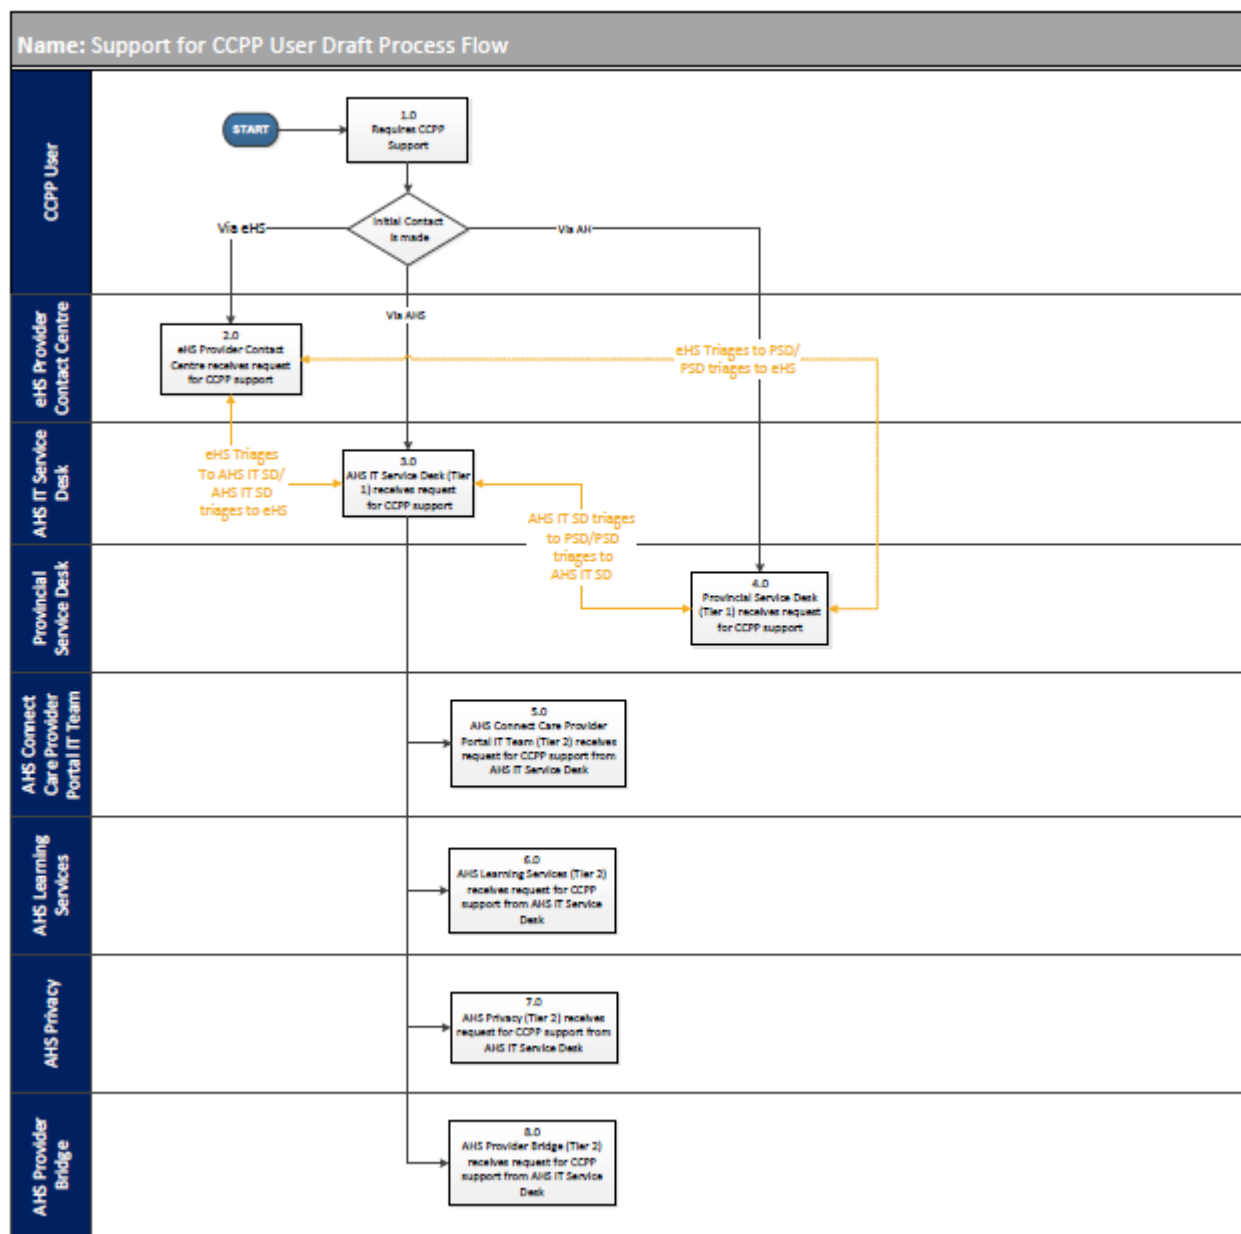 Name: Support for CCPP User Draft Process Flow
CCPP User
START
1.0
Requires CCPP
Support
Initial Contact
is made
Via eHS
Via AH
Via AHS
eHS Provider
Contact Centre
2.0
eHS Provider Contact
Centre receives request
for CCPP support
eHS Triages to PSD/
PSD triages to eHS
AHS IT Service
Desk
eHS Triages
To AHS IT SD/
AHS IT SD
triages to eHS
3.0
AHS IT Service Desk (Tier
1) receives request
for CCPP support
AHS IT SD triages
to PSD/PSD
triages to
AHS IT SD
Provincial
Service Desk
4.0
Provincial Service Desk
(Tier 1) receives request
for CCPP support
AHS Connect
Care Provider
Portal IT Team
5.0
AHS Connect Care Provider
Portal IT Team (Tier 2) receives
request for CCPP support from
AHS IT Service Desk
AHS Learning
Services
6.0
AHS Learning Services (Tier 2)
receives request for CCPP
support from AHS IT Service
Desk
AHS Privacy
7.0
AHS Privacy (Tier 2) receives
request for CCPP support from
AHS IT Service Desk
AHS Provider
Bridge
8.0
AHS Provider Bridge (Tier 2)
receives request for CCPP
support from AHS IT Service
Desk